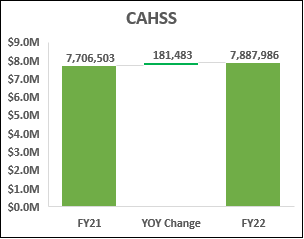 CAHSS
$9.0M
$8.0M
$7.0M
$6.0M
$5.0M
$4.0M
$3.0M
$2.0M
$1.0M
$0.0M
7,706,503 181,483 7,887,986
FY21 YOY Change FY22